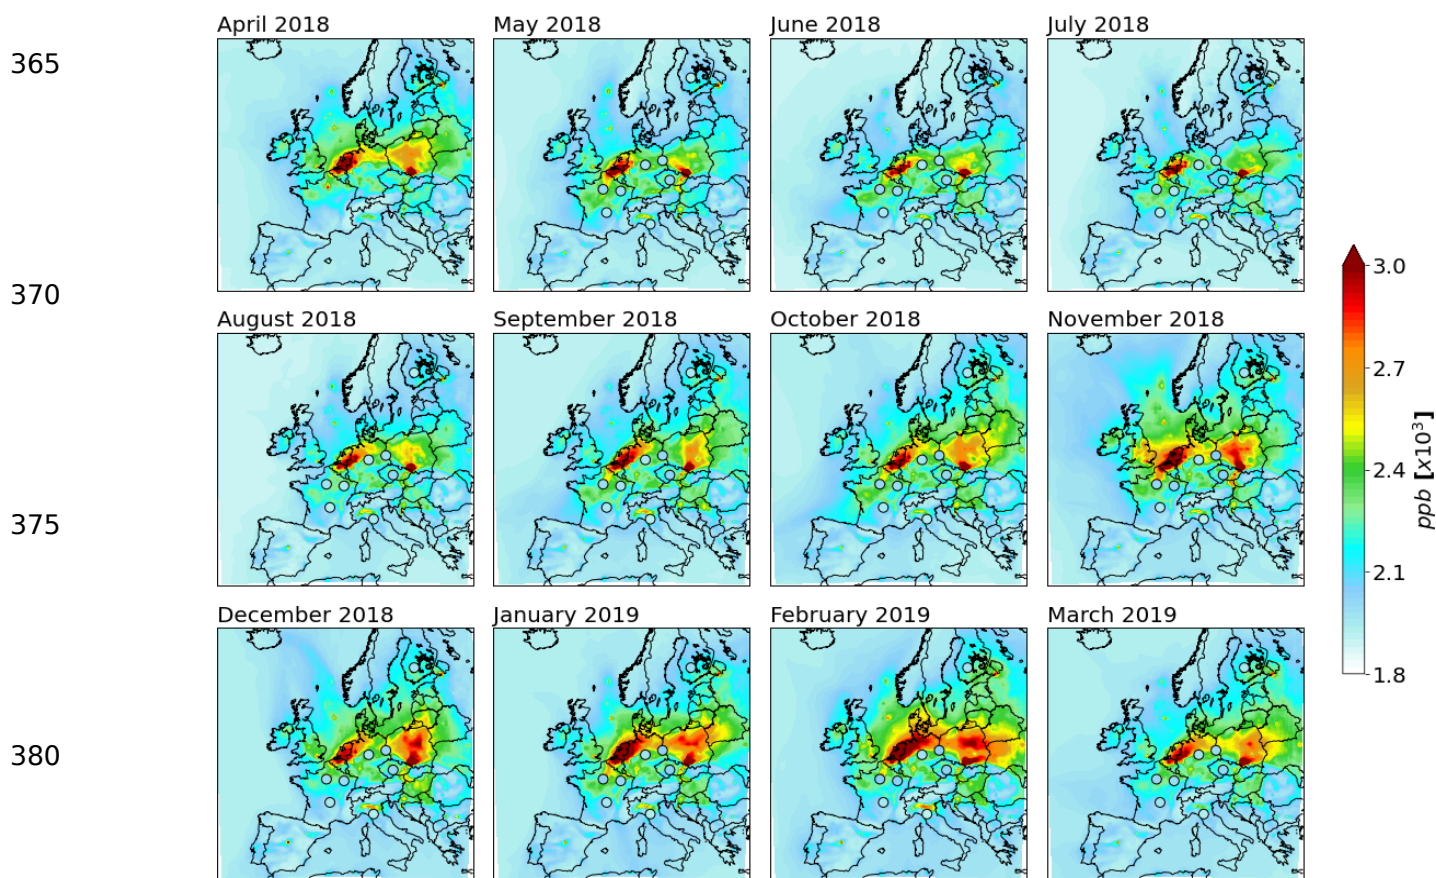 365
April 2018
May 2018
June 2018
July 2018
370
3.0
2.7
2.4
2.1
1.8
ppb [x10³]
August 2018
September 2018
October 2018
November 2018
375
December 2018
January 2019
February 2019
March 2019
380